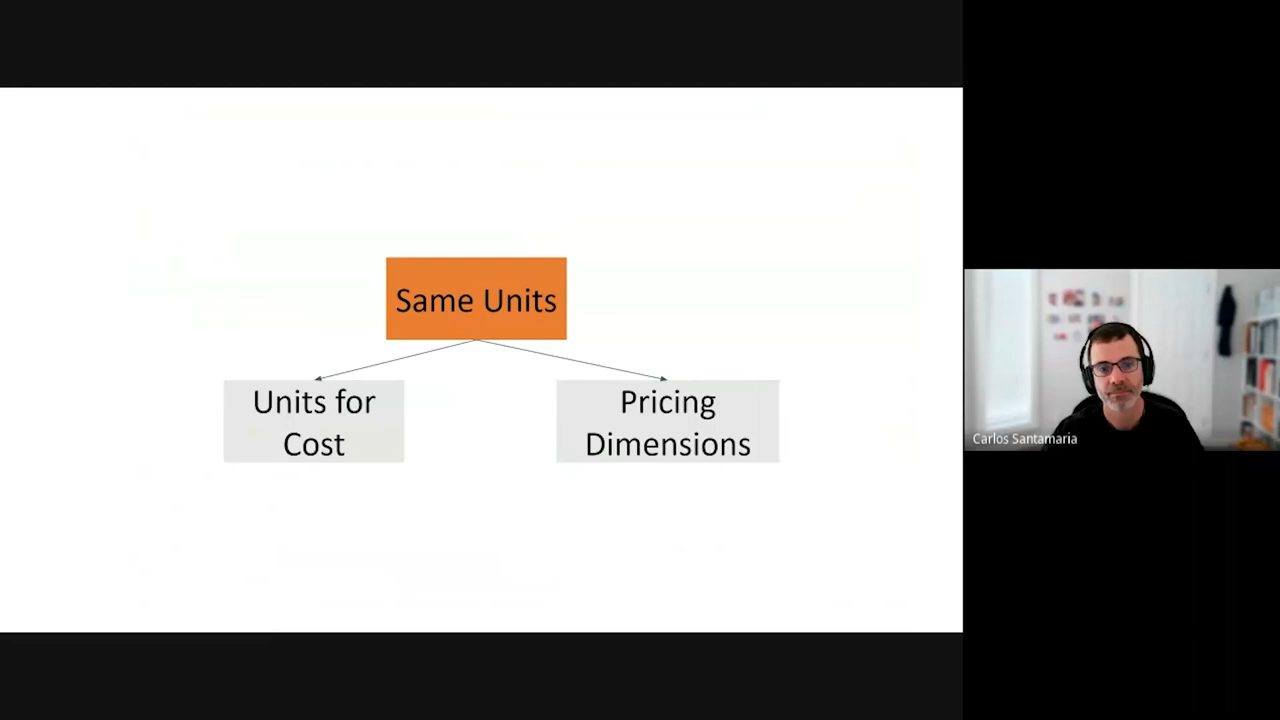 Same Units
Units for
Cost
Pricing
Dimensions
Carlos Santamaria